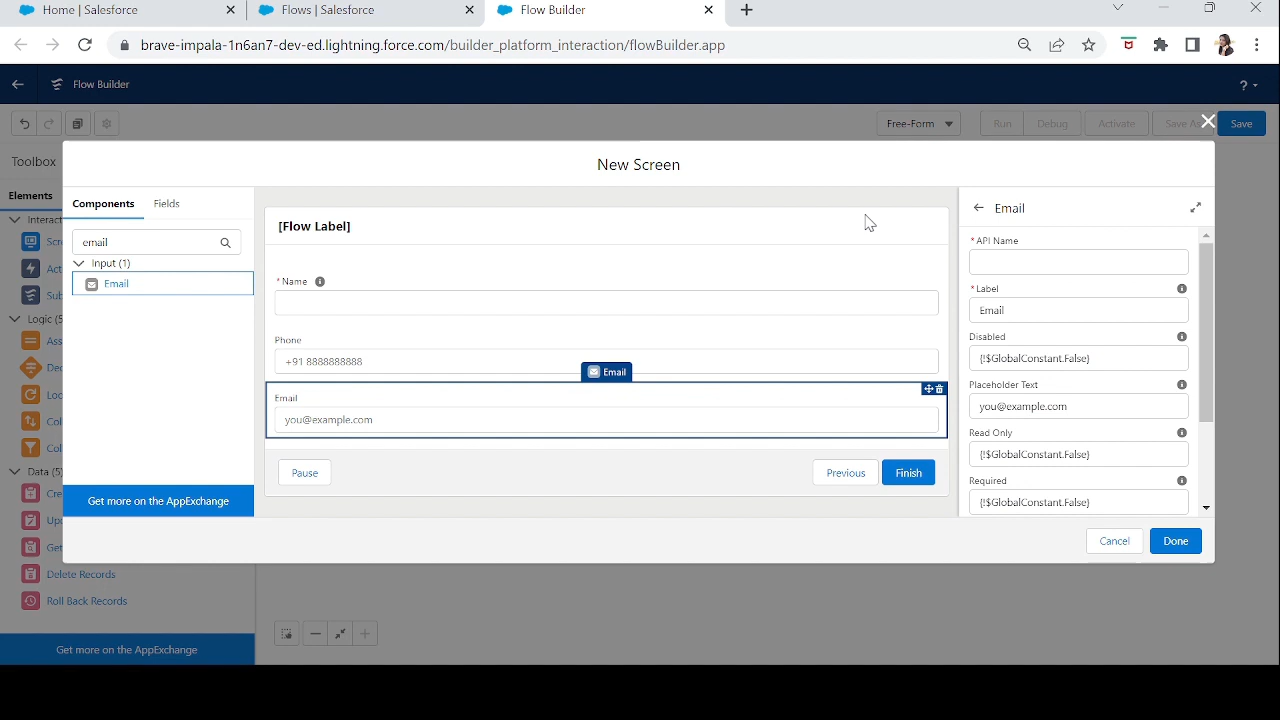 Home | Salesforce
Flows | Salesforce
Flow Builder
brave-impala-1n6an7-dev-ed.lightning.force.com/builder_platform_interaction/flowBuilder.app
Flow Builder
?
Free-Form
Run
Debug
Activate
Save
Toolbox
New Screen
Elements
Components
Fields
[Flow Label]
Email
* API Name
email
Input (1)
Email
* Name
* Label
Email
Phone
+91 8888888888
Disabled
{!$GlobalConstant.False}
Email
Placeholder Text
you@example.com
Email
you@example.com
Read Only
{!$GlobalConstant.False}
Required
{!$GlobalConstant.False}
Pause
Previous
Finish
Get more on the AppExchange
Cancel
Done
Delete Records
Roll Back Records
Get more on the AppExchange